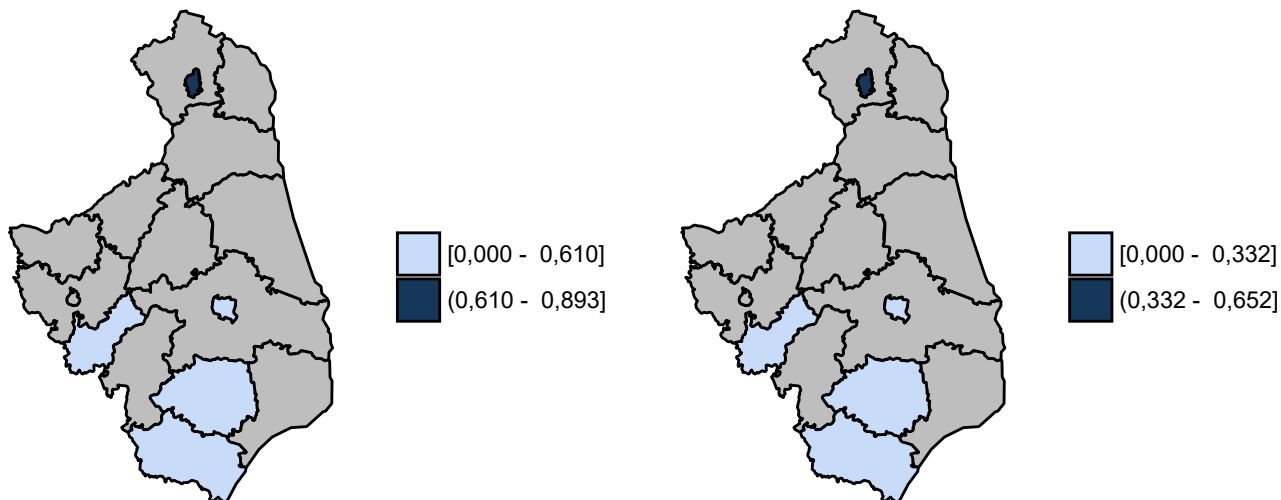 [0,000 - 0,610]
(0,610 - 0,893]
[0,000 - 0,332]
(0,332 - 0,652]